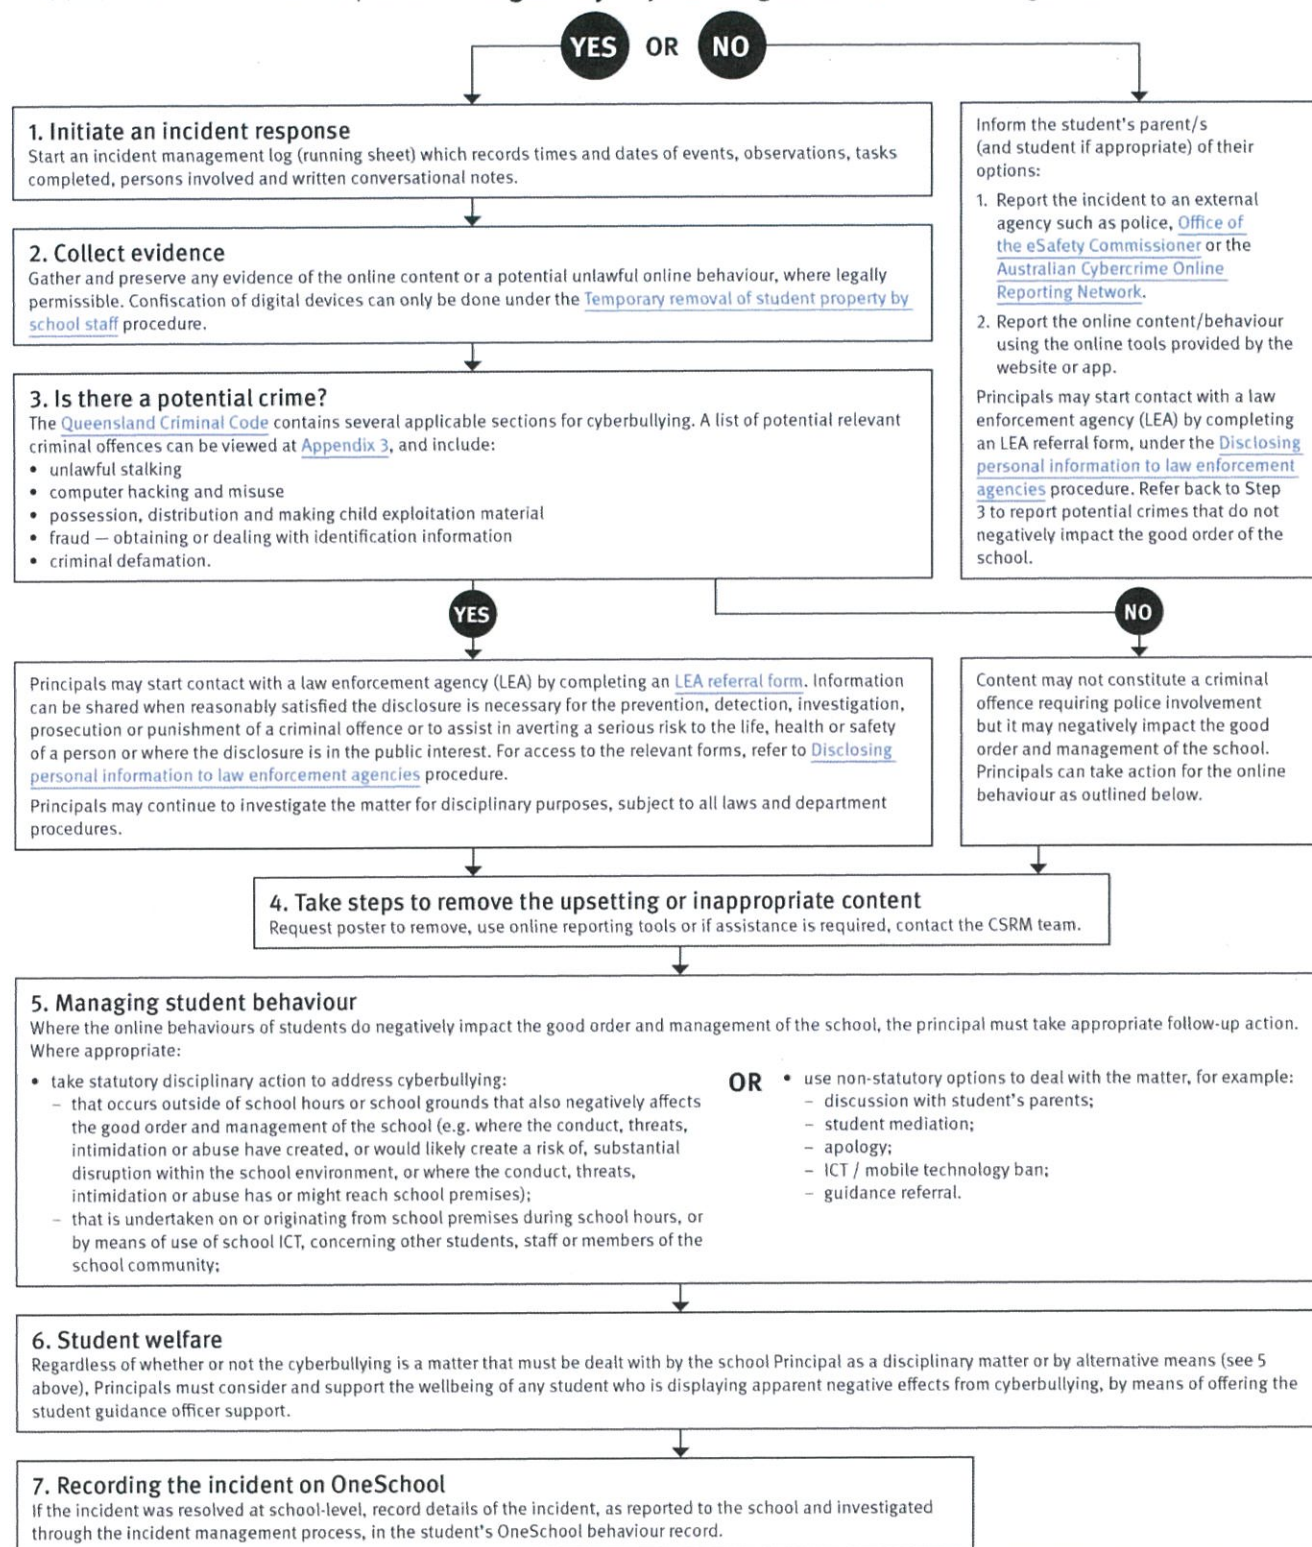 YES OR NO
1. Initiate an incident response
Start an incident management log (running sheet) which records times and dates of events, observations, tasks
completed, persons involved and written conversational notes.
Inform the student's parent/s
(and student if appropriate) of their
options:
1. Report the incident to an external
agency such as police, Office of
the eSafety Commissioner or the
Australian Cybercrime Online
Reporting Network.
2. Report the online content/behaviour
using the online tools provided by the
website or app.
Principals may start contact with a law
enforcement agency (LEA) by completing
an LEA referral form, under the Disclosing
personal information to law enforcement
agencies procedure. Refer back to Step
3 to report potential crimes that do not
negatively impact the good order of the
school.
2. Collect evidence
Gather and preserve any evidence of the online content or a potential unlawful online behaviour, where legally
permissible. Confiscation of digital devices can only be done under the Temporary removal of student property by
school staff procedure.
3. Is there a potential crime?
The Queensland Criminal Code contains several applicable sections for cyberbullying. A list of potential relevant
criminal offences can be viewed at Appendix 3, and include:
• unlawful stalking
• computer hacking and misuse
• possession, distribution and making child exploitation material
• fraud — obtaining or dealing with identification information
• criminal defamation.
YES
NO
Principals may start contact with a law enforcement agency (LEA) by completing an LEA referral form. Information
can be shared when reasonably satisfied the disclosure is necessary for the prevention, detection, investigation,
prosecution or punishment of a criminal offence or to assist in averting a serious risk to the life, health or safety
of a person or where the disclosure is in the public interest. For access to the relevant forms, refer to Disclosing
personal information to law enforcement agencies procedure.
Principals may continue to investigate the matter for disciplinary purposes, subject to all laws and department
procedures.
Content may not constitute a criminal
offence requiring police involvement
but it may negatively impact the good
order and management of the school.
Principals can take action for the online
behaviour as outlined below.
4. Take steps to remove the upsetting or inappropriate content
Request poster to remove, use online reporting tools or if assistance is required, contact the CSRM team.
5. Managing student behaviour
Where the online behaviours of students do negatively impact the good order and management of the school, the principal must take appropriate follow-up action.
Where appropriate:
• take statutory disciplinary action to address cyberbullying:
– that occurs outside of school hours or school grounds that also negatively affects
the good order and management of the school (e.g. where the conduct, threats,
intimidation or abuse have created, or would likely create a risk of, substantial
disruption within the school environment, or where the conduct, threats,
intimidation or abuse has or might reach school premises);
– that is undertaken on or originating from school premises during school hours, or
by means of use of school ICT, concerning other students, staff or members of the
school community;
OR
• use non-statutory options to deal with the matter, for example:
– discussion with student's parents;
– student mediation;
– apology;
– ICT / mobile technology ban;
– guidance referral.
6. Student welfare
Regardless of whether or not the cyberbullying is a matter that must be dealt with by the school Principal as a disciplinary matter or by alternative means (see 5
above), Principals must consider and support the wellbeing of any student who is displaying apparent negative effects from cyberbullying, by means of offering the
student guidance officer support.
7. Recording the incident on OneSchool
If the incident was resolved at school-level, record details of the incident, as reported to the school and investigated
through the incident management process, in the student's OneSchool behaviour record.